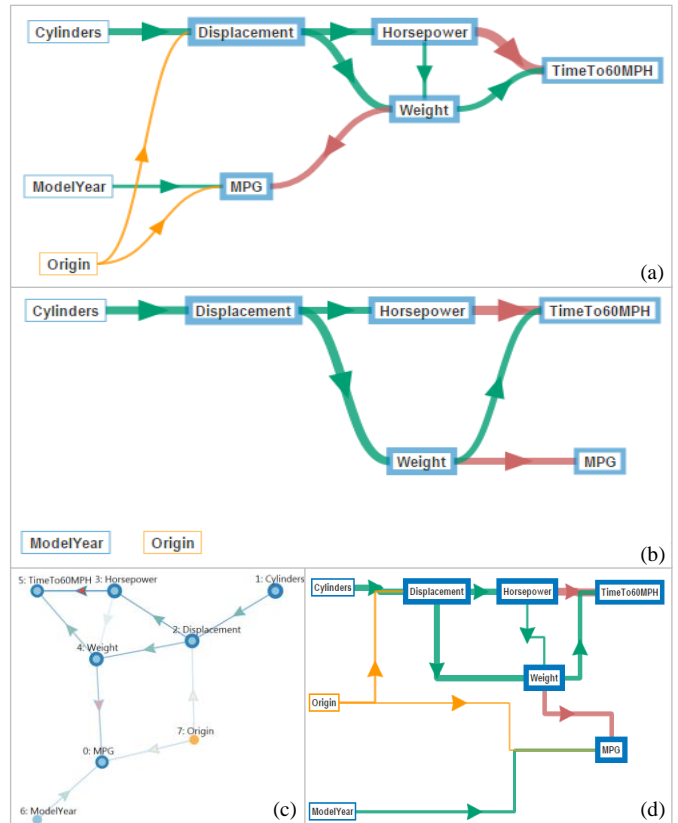 Cylinders
Displacement
Horsepower
TimeTo60MPH
Weight
ModelYear
MPG
Origin
(a)
Cylinders
Displacement
Horsepower
TimeTo60MPH
Weight
MPG
ModelYear
Origin
(b)
5: TimeTo60MPH
3: Horsepower
1: Cylinders
2: Displacement
4: Weight
7: Origin
0: MPG
6: ModelYear
(c)
Cylinders
Displacement
Horsepower
TimeTo60MPH
Weight
Origin
MPG
ModelYear
(d)